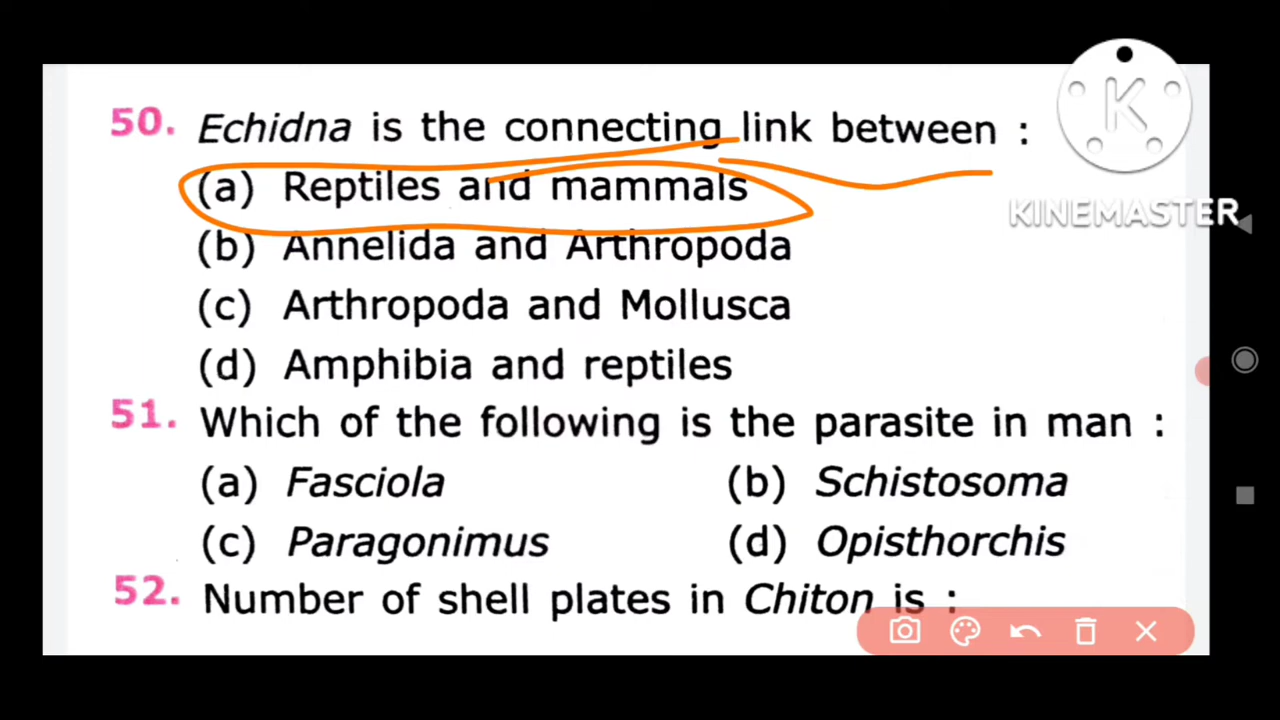 50. Echidna is the connecting link between :
(a) Reptiles and mammals
(b) Annelida and Arthropoda
(c) Arthropoda and Mollusca
(d) Amphibia and reptiles
51. Which of the following is the parasite in man :
(a) Fasciola (b) Schistosoma
(c) Paragonimus (d) Opisthorchis
52. Number of shell plates in Chiton is :
K
KINEMASTER